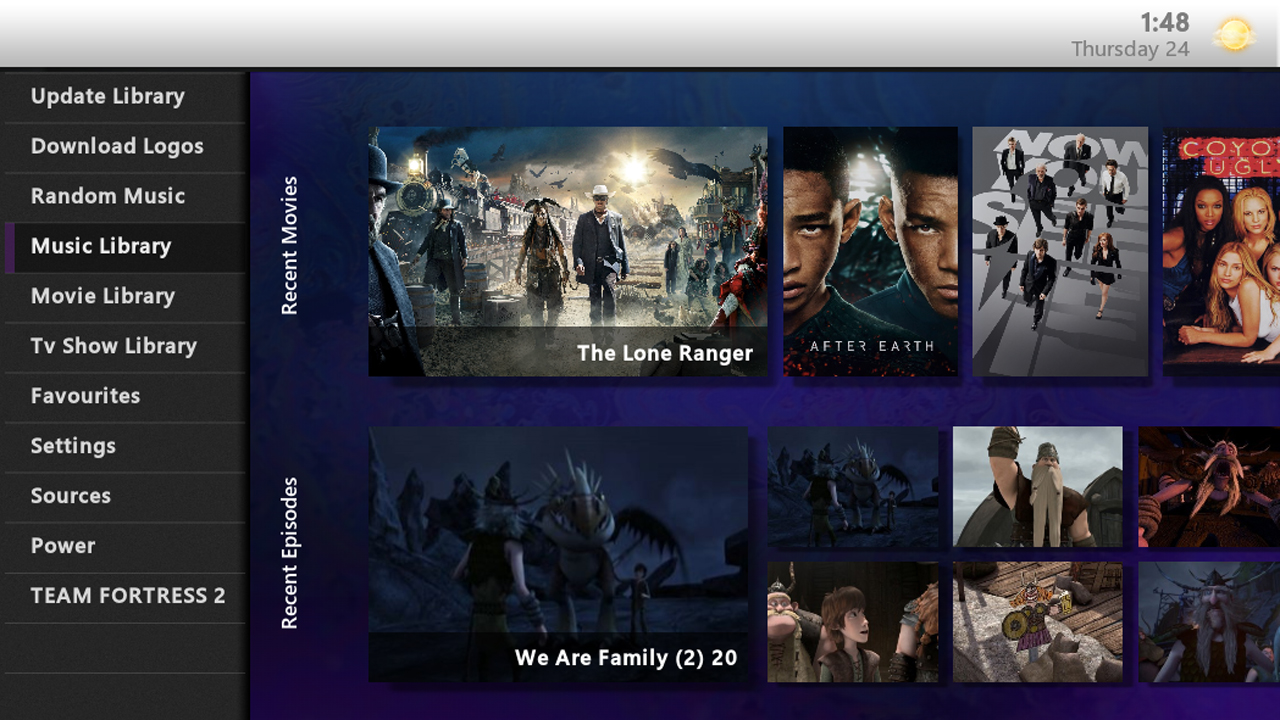 1:48
Thursday 24
Update Library
Download Logos
Random Music
Music Library
Movie Library
Tv Show Library
Favourites
Settings
Sources
Power
TEAM FORTRESS 2
Recent Movies
The Lone Ranger
AFTER EARTH
NOW
YOU
SEE
ME
COYO
UGL
Recent Episodes
We Are Family (2) 20